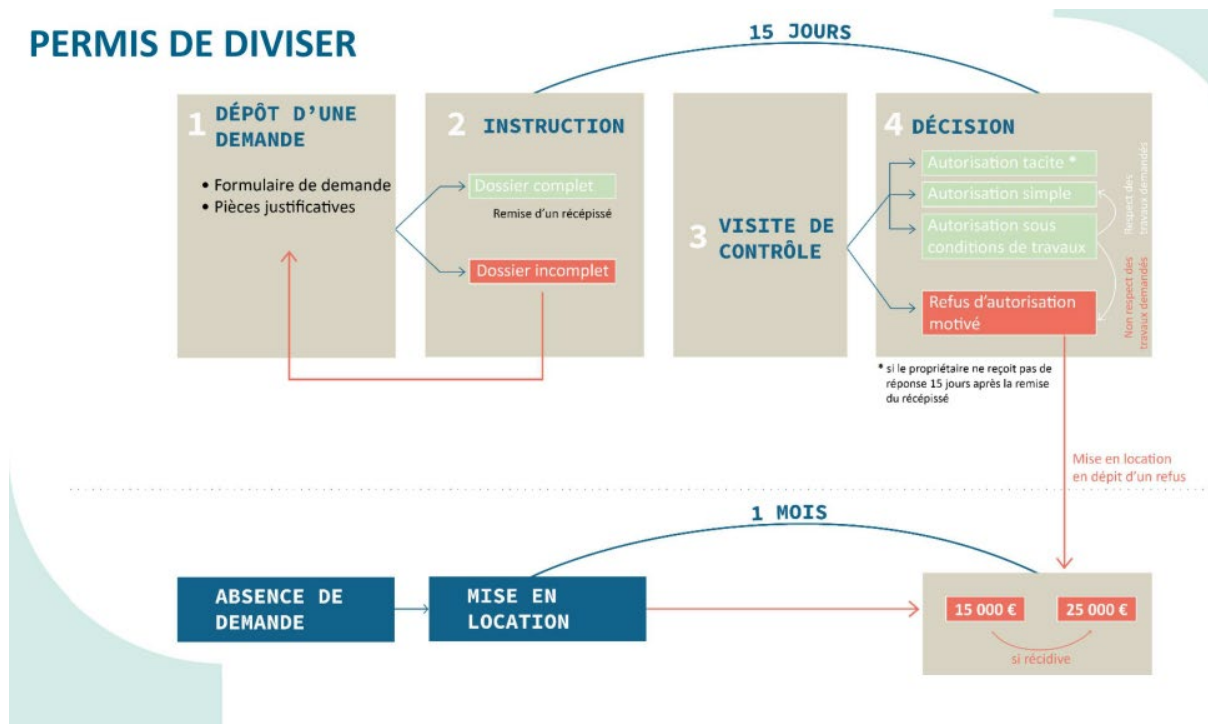 PERMIS DE DIVISER
15 JOURS
1 DÉPÔT D'UNE
DEMANDE
• Formulaire de demande
• Pièces justificatives
2 INSTRUCTION
Dossier complet
Remise d'un récépissé
Dossier incomplet
3 VISITE DE
CONTRÔLE
4 DÉCISION
Autorisation tacite *
Autorisation simple
Autorisation sous
conditions de travaux
Refus d'autorisation
motivé
Respect des
travaux demandés
Non respect des
travaux demandés
* si le propriétaire ne reçoit pas de
réponse 15 jours après la remise
du récépissé
Mise en location
en dépit d'un refus
1 MOIS
ABSENCE DE
DEMANDE
MISE EN
LOCATION
15 000 €
25 000 €
si récidive